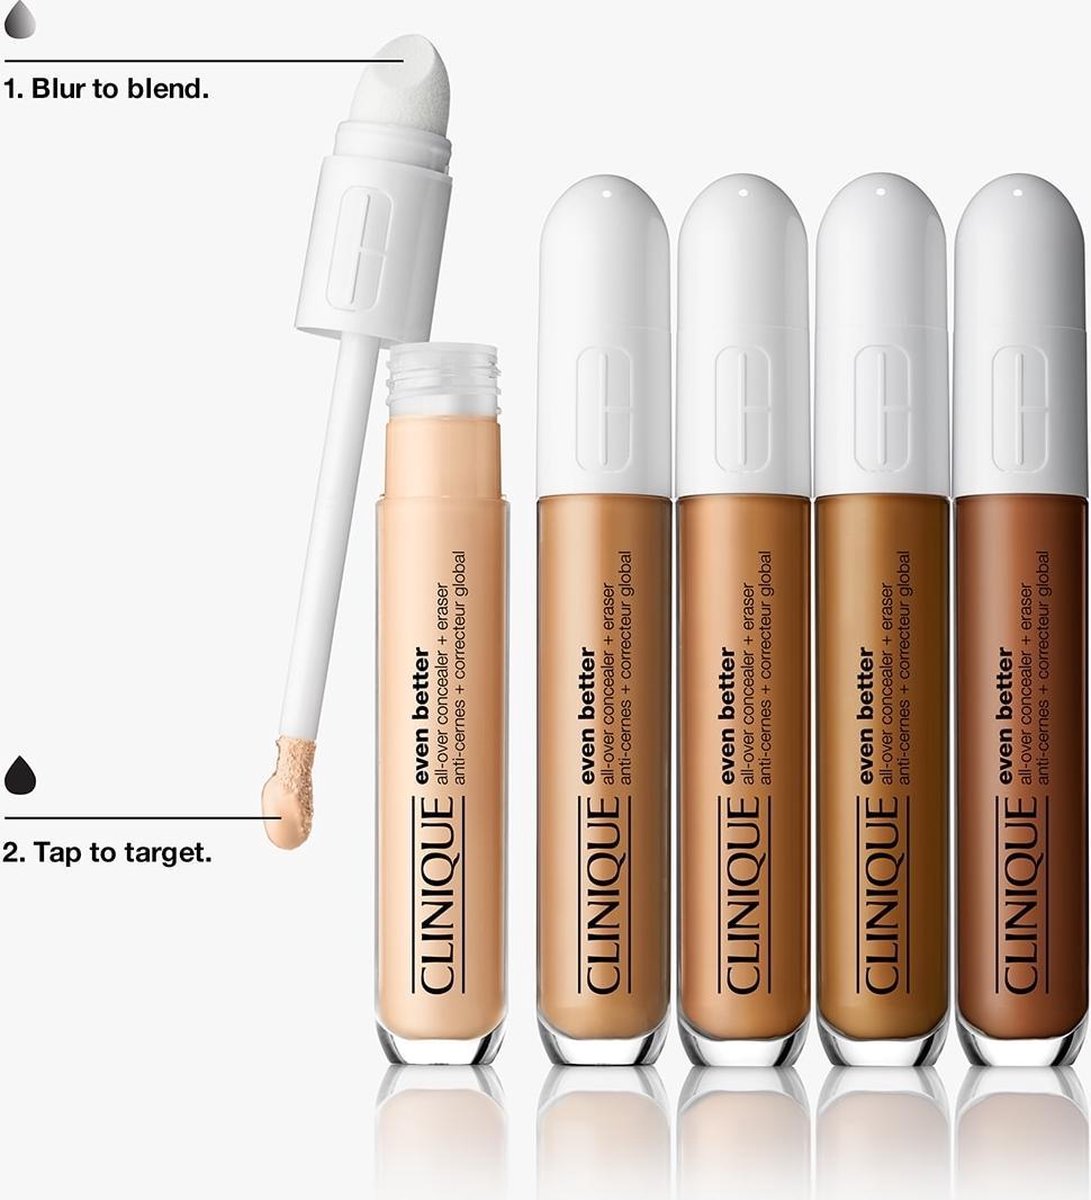 1. Blur to blend.
2. Tap to target.
CLINIQUE
even better
all-over concealer + eraser
anti-cernes + correcteur global
CLINIQUE
even better
all-over concealer + eraser
anti-cernes + correcteur global
CLINIQUE
even better
all-over concealer + eraser
anti-cernes + correcteur global
CLINIQUE
even better
all-over concealer + eraser
anti-cernes + correcteur global
CLINIQUE
even better
all-over concealer + eraser
anti-cernes + correcteur global